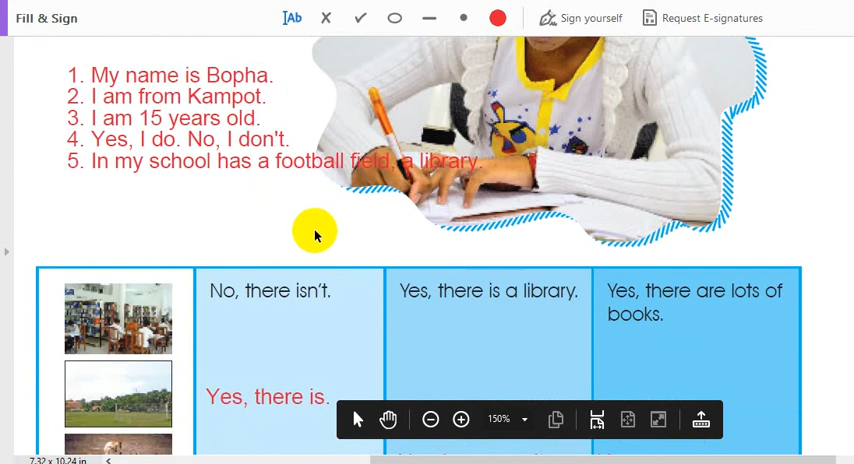 Fill & Sign
Ab
Sign yourself
Request E-signatures
1. My name is Bopha.
2. I am from Kampot.
3. I am 15 years old.
4. Yes, I do. No, I don't.
5. In my school has a football field, a library.
No, there isn't.
Yes, there is a library.
Yes, there are lots of
books.
Yes, there is.
150%
7.32 x 10.24 in